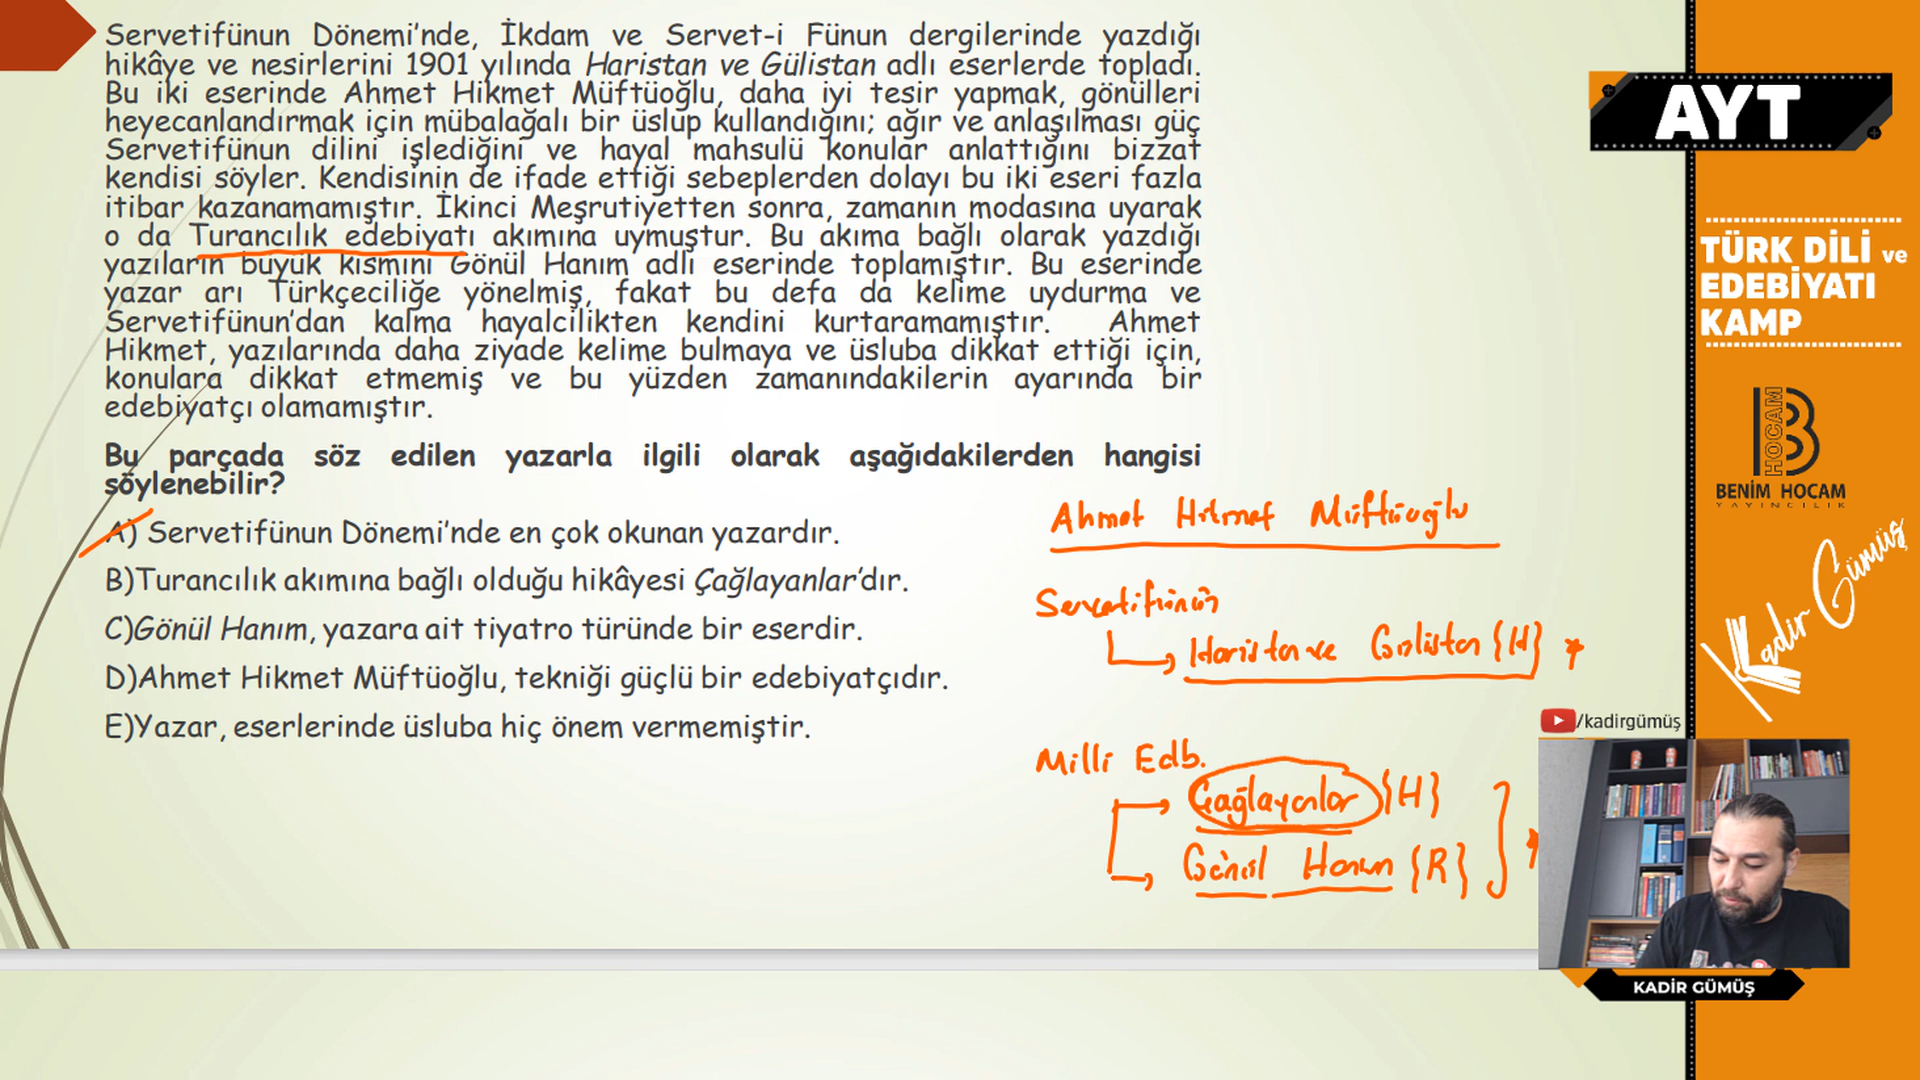 Servetifünun Dönemi’nde, İkdam ve Servet-i Fünun dergilerinde yazdığı
hikâye ve nesirlerini 1901 yılında Haristan ve Gülistan adlı eserlerde topladı.
Bu iki eserinde Ahmet Hikmet Müftüoğlu, daha iyi tesir yapmak, gönülleri
heyecanlandırmak için mübalağalı bir üslup kullandığını; ağır ve anlaşılması güç
Servetifünun dilini işlediğini ve hayal mahsulü konular anlattığını bizzat
kendisi söyler. Kendisinin de ifade ettiği sebeplerden dolayı bu iki eseri fazla
itibar kazanamamıştır. İkinci Meşrutiyetten sonra, zamanın modasına uyarak
o da Turancılık edebiyatı akımına uymuştur. Bu akıma bağlı olarak yazdığı
yazıların büyük kısmını Gönül Hanım adlı eserinde toplamıştır. Bu eserinde
yazar arı Türkçeciliğe yönelmiş, fakat bu defa da kelime uydurma ve
Servetifünun’dan kalma hayalcilikten kendini kurtaramamıştır. Ahmet
Hikmet, yazılarında daha ziyade kelime bulmaya ve üsluba dikkat ettiği için,
konulara dikkat etmemiş ve bu yüzden zamanındakilerin ayarında bir
edebiyatçı olamamıştır.
Bu parçada söz edilen yazarla ilgili olarak aşağıdakilerden hangisi
söylenebilir?
A) Servetifünun Dönemi’nde en çok okunan yazardır.
B)Turancılık akımına bağlı olduğu hikâyesi Çağlayanlar’dır.
C)Gönül Hanım, yazara ait tiyatro türünde bir eserdir.
D)Ahmet Hikmet Müftüoğlu, tekniği güçlü bir edebiyatçıdır.
E)Yazar, eserlerinde üsluba hiç önem vermemiştir.
Ahmet Hikmet Müftüoğlu
Servetifünün
Haristan ve Gülistan {H} *
Milli Edb.
Çağlayanlar {H}
Gönül Hanım {R}
AYT
TÜRK DİLİ ve
EDEBİYATI
KAMP
HOCAM B
BENİM HOCAM
YAYINCILIK
Kadir Gümüş
/kadirgümüş
KADİR GÜMÜŞ